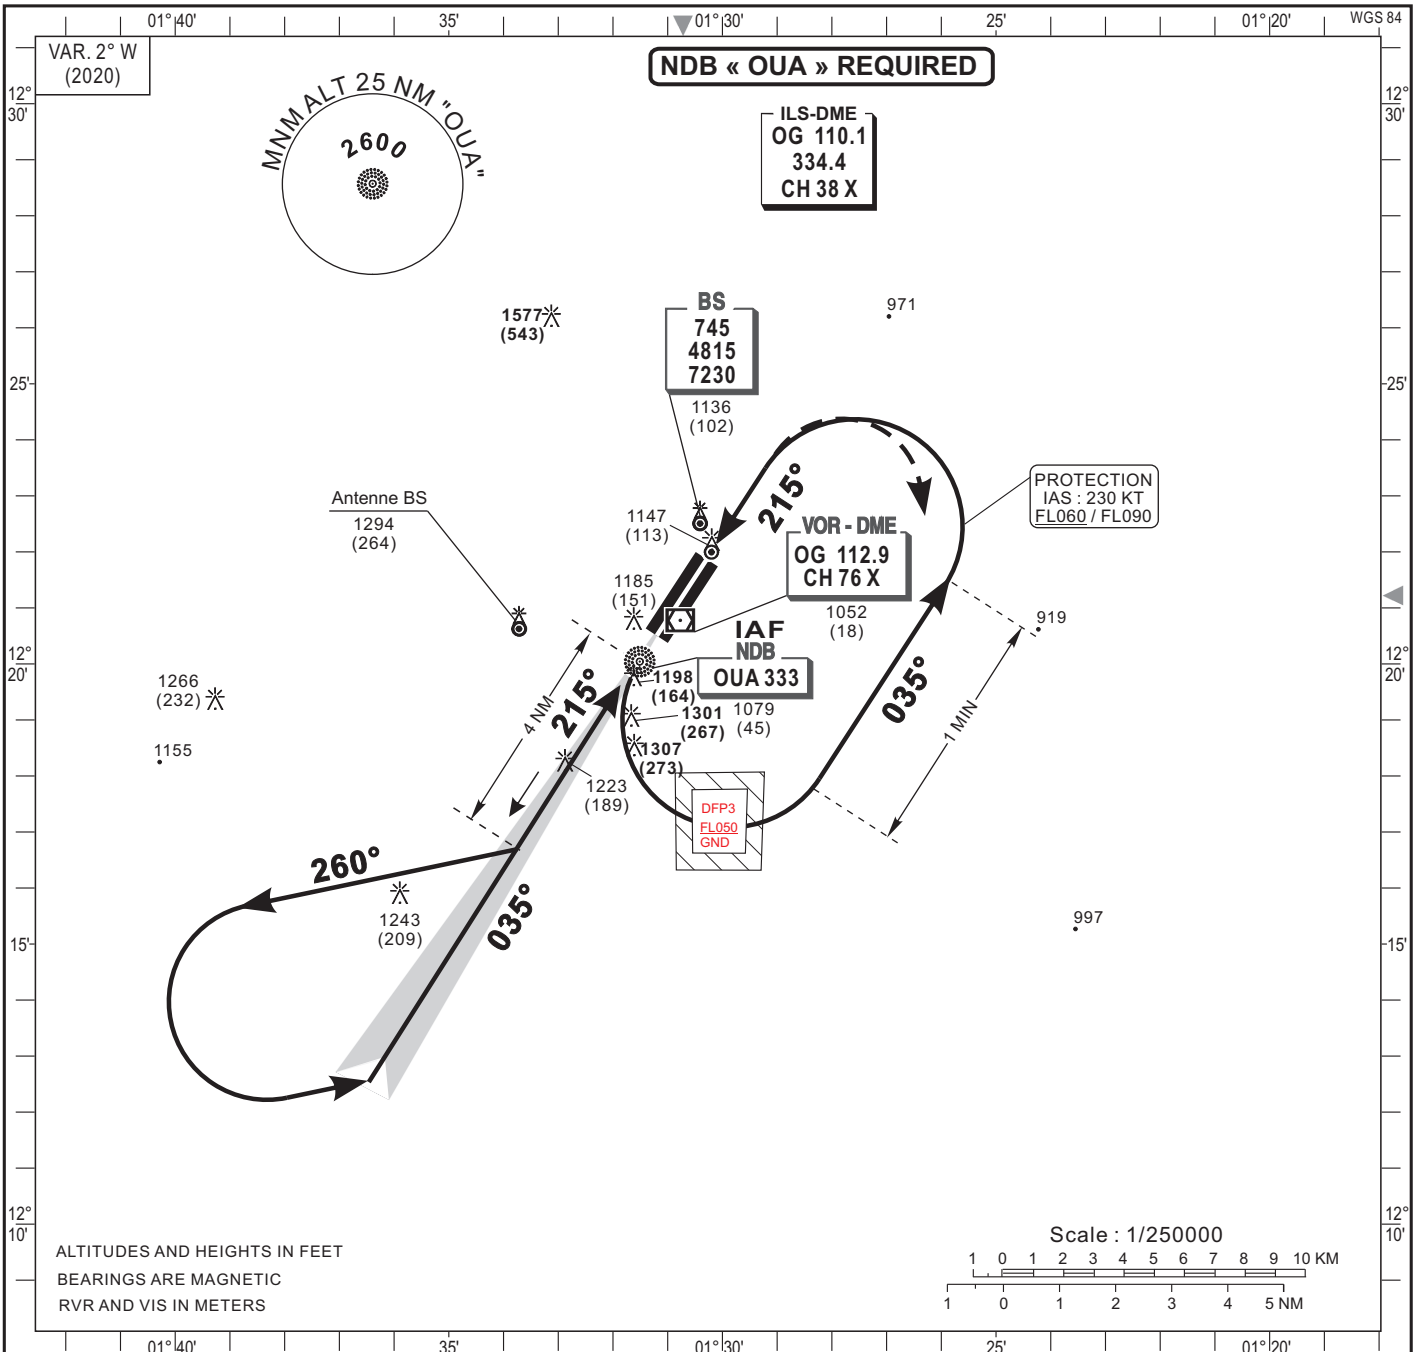 01°40'
35'
01°30'
25'
01°20'
WGS 84
VAR. 2° W
(2020)
NDB « OUA » REQUIRED
MNM ALT 25 NM "OUA"
2600
12°
30'
12°
30'
ILS-DME
OG 110.1
334.4
CH 38 X
1577
(543)
BS
745
4815
7230
1136
(102)
971
25'
25'
215°
PROTECTION
IAS : 230 KT
FL060 / FL090
Antenne BS
1294
(264)
1147
(113)
VOR - DME
OG 112.9
CH 76 X
1052
(18)
1185
(151)
919
IAF
NDB
OUA 333
1079
(45)
12°
20'
12°
20'
1266
(232)
1198
(164)
1301
(267)
1307
(273)
4 NM
215°
035°
1 MIN
1155
1223
(189)
DFP3
FL050
GND
260°
1243
(209)
035°
997
15'
15'
12°
10'
12°
10'
ALTITUDES AND HEIGHTS IN FEET
BEARINGS ARE MAGNETIC
RVR AND VIS IN METERS
Scale : 1/250000
1 0 1 2 3 4 5 6 7 8 9 10 KM
1 0 1 2 3 4 5 NM
01°40'
35'
01°30'
25'
01°20'